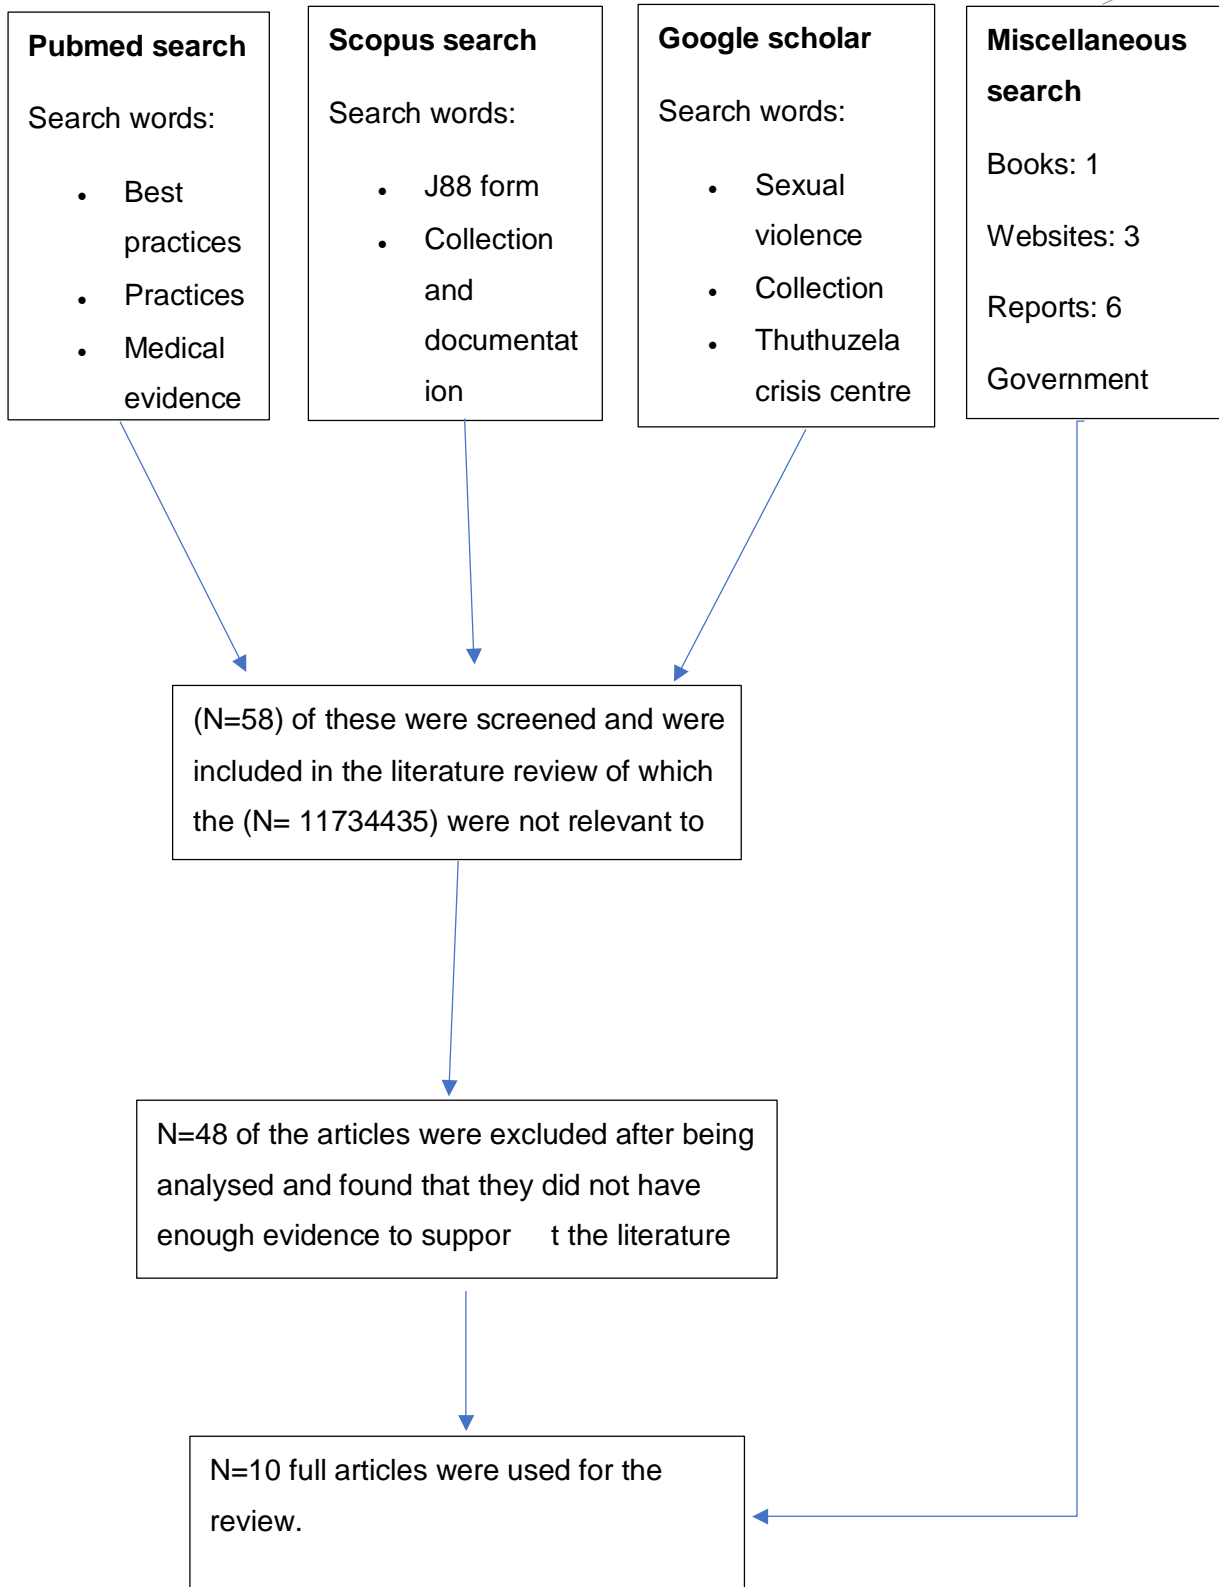 Pubmed search
Search words:
• Best
practices
• Practices
• Medical
evidence
Scopus search
Search words:
• J88 form
• Collection
and
documentat
ion
Google scholar
Search words:
• Sexual
violence
• Collection
• Thuthuzela
crisis centre
Miscellaneous
search
Books: 1
Websites: 3
Reports: 6
Government
(N=58) of these were screened and were
included in the literature review of which
the (N= 11734435) were not relevant to
N=48 of the articles were excluded after being
analysed and found that they did not have
enough evidence to suppor t the literature
N=10 full articles were used for the
review.